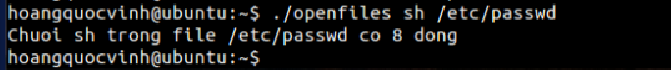 hoangquocvinh@ubuntu:~$ ./openfiles sh /etc/passwd
Chuoi sh trong file /etc/passwd co 8 dong
hoangquocvinh@ubuntu:~$